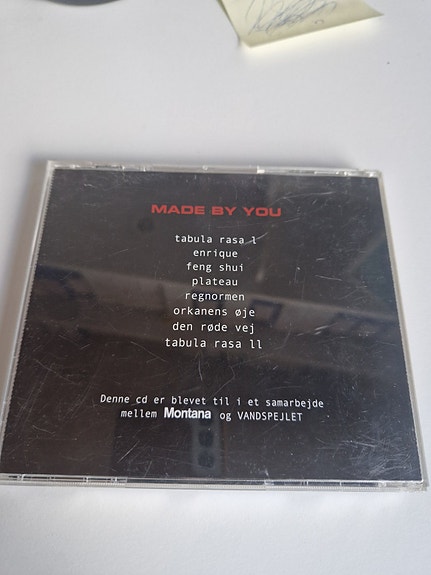 MADE BY YOU
tabula rasa l
enrique
feng shui
plateau
regnormen
orkanens øje
den røde vej
tabula rasa ll
Denne cd er blevet til i et samarbejde
mellem Montana og VANDSPEJLET